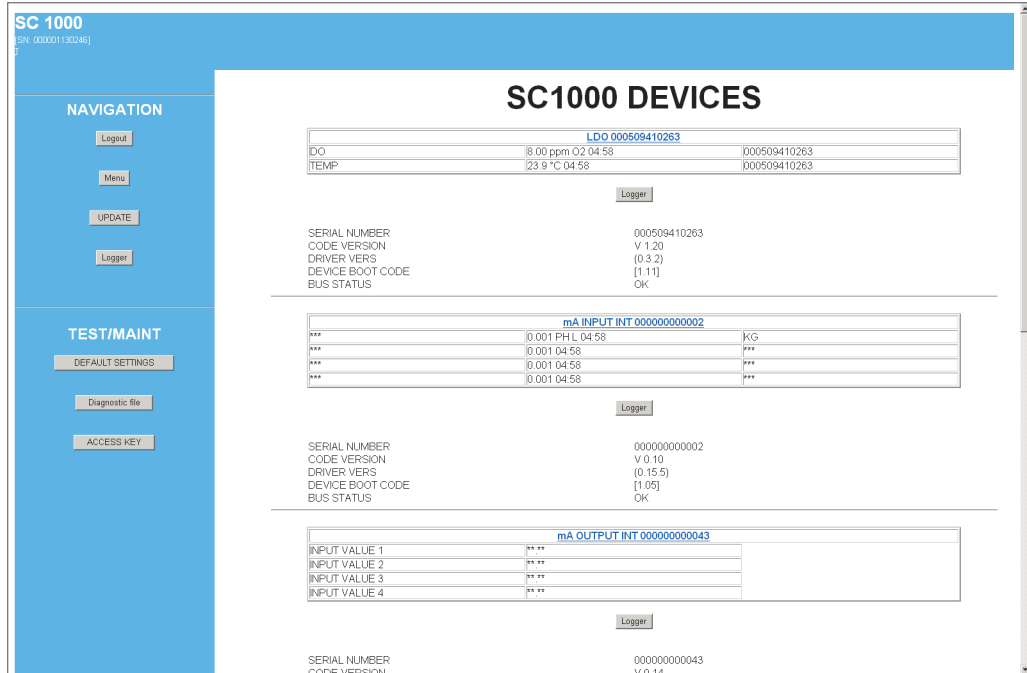 SC 1000
[SN: 000001130246]
NAVIGATION
Logout
Menu
UPDATE
Logger
TEST/MAINT
DEFAULT SETTINGS
Diagnostic file
ACCESS KEY
SC1000 DEVICES
LDO 000509410263
DO 8.00 ppm O2 04:58 000509410263
TEMP 23.9 °C 04:58 000509410263
Logger
SERIAL NUMBER 000509410263
CODE VERSION V 1.20
DRIVER VERS (0.3.2)
DEVICE BOOT CODE [1.11]
BUS STATUS OK
mA INPUT INT 000000000002
*** 0.001 PH L 04:58 KG
*** 0.001 04:58 ***
*** 0.001 04:58 ***
*** 0.001 04:58 ***
Logger
SERIAL NUMBER 000000000002
CODE VERSION V 0.10
DRIVER VERS (0.15.5)
DEVICE BOOT CODE [1.05]
BUS STATUS OK
mA OUTPUT INT 000000000043
INPUT VALUE 1 **.**
INPUT VALUE 2 **.**
INPUT VALUE 3 **.**
INPUT VALUE 4 **.**
Logger
SERIAL NUMBER 000000000043
CODE VERSION V 0.14